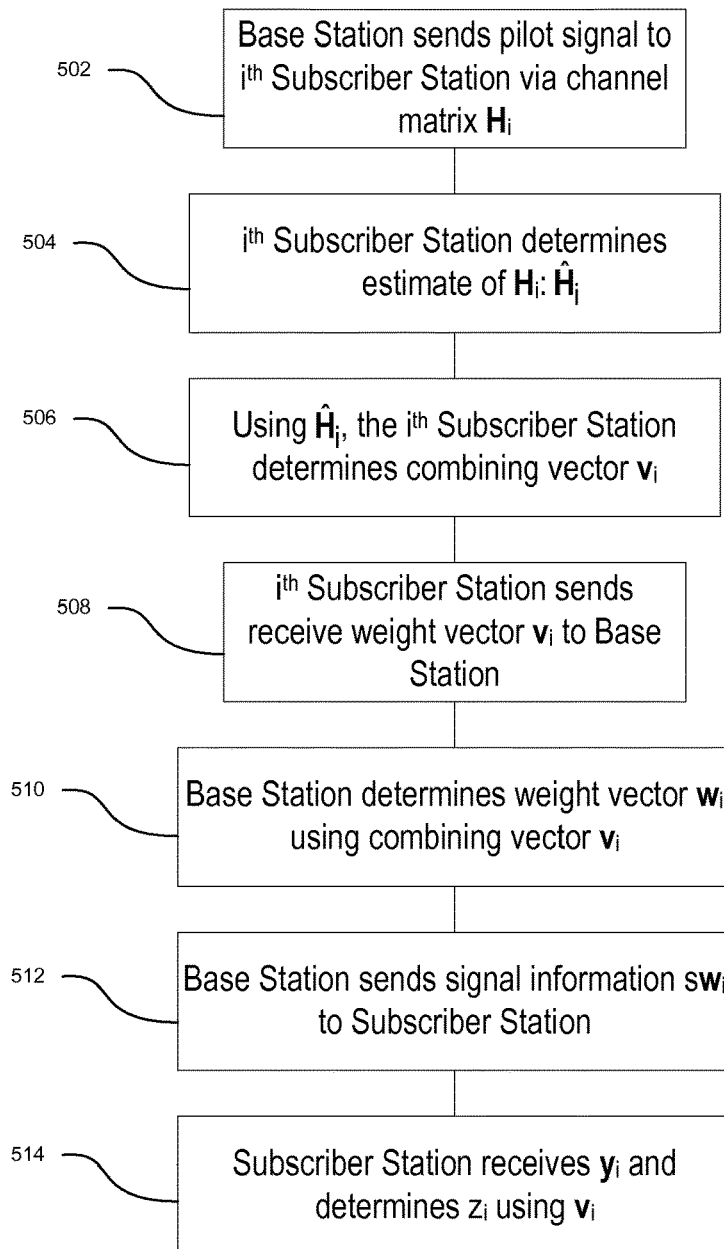 502
Base Station sends pilot signal to
iᵗʰ Subscriber Station via channel
matrix Hᵢ
504
iᵗʰ Subscriber Station determines
estimate of Hᵢ: Ĥᵢ
506
Using Ĥᵢ, the iᵗʰ Subscriber Station
determines combining vector vᵢ
508
iᵗʰ Subscriber Station sends
receive weight vector vᵢ to Base
Station
510
Base Station determines weight vector wᵢ
using combining vector vᵢ
512
Base Station sends signal information swᵢ
to Subscriber Station
514
Subscriber Station receives yᵢ and
determines zᵢ using vᵢ